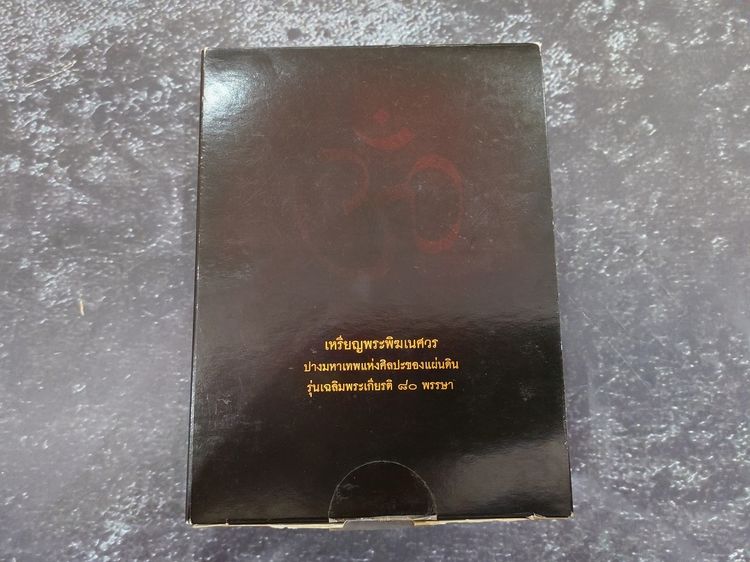 ॐ
เหรียญพระพิฆเนศวร
ปางมหาเทพแห่งศิลปะของแผ่นดิน
รุ่นเฉลิมพระเกียรติ ๘๐ พรรษา